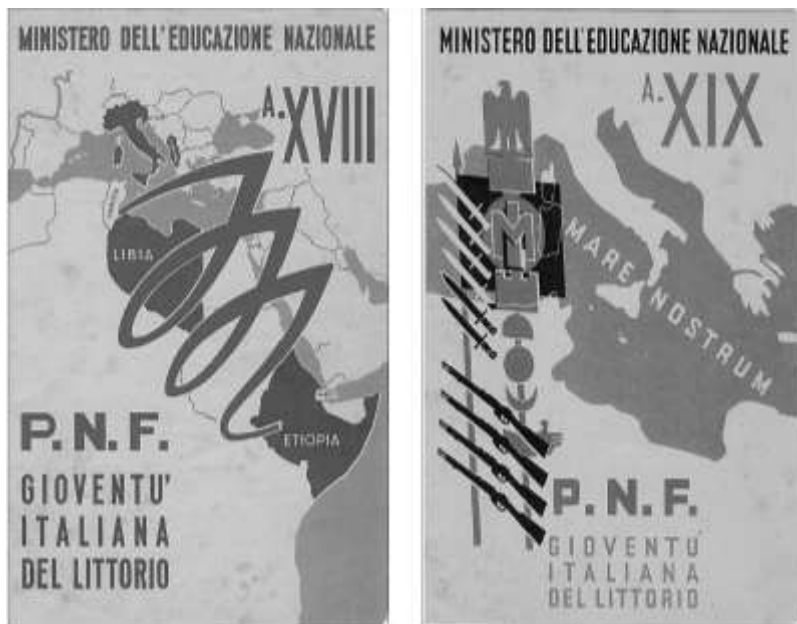 MINISTERO DELL'EDUCAZIONE NAZIONALE
A. XVIII
LIBIA
ETIOPIA
P. N. F.
GIOVENTU'
ITALIANA
DEL LITTORIO
MINISTERO DELL'EDUCAZIONE NAZIONALE
A. XIX
M
MARE NOSTRUM
P. N. F.
GIOVENTU'
ITALIANA
DEL LITTORIO